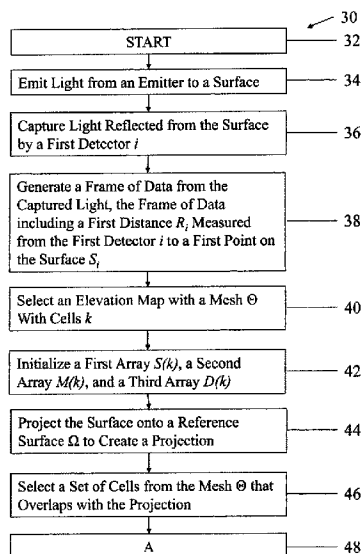 30
START
32
Emit Light from an Emitter to a Surface
34
Capture Light Reflected from the Surface
by a First Detector i
36
Generate a Frame of Data from the
Captured Light, the Frame of Data
including a First Distance Rᵢ Measured
from the First Detector i to a First Point on
the Surface Sᵢ
38
Select an Elevation Map with a Mesh Θ
With Cells k
40
Initialize a First Array S(k), a Second
Array M(k), and a Third Array D(k)
42
Project the Surface onto a Reference
Surface Ω to Create a Projection
44
Select a Set of Cells from the Mesh Θ that
Overlaps with the Projection
46
A
48